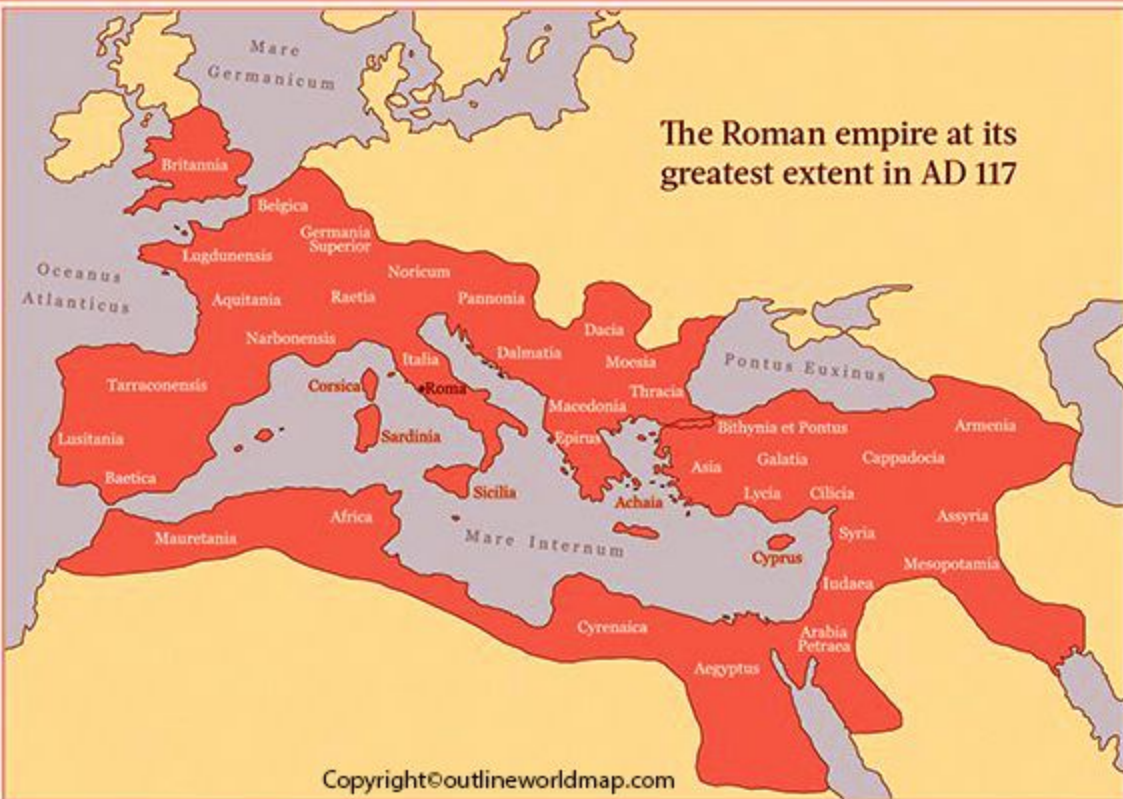 Mare
Germanicum
The Roman empire at its
greatest extent in AD 117
Britannia
Belgica
Germania
Superior
Lugdunensis
Oceanus
Atlanticus
Noricum
Aquitania
Raetia
Pannonia
Narbonensis
Dacia
Italia
Dalmatia
Moesia
Pontus Euxinus
Tarraconensis
Corsica
Roma
Thracia
Macedonia
Lusitania
Sardinia
Epirus
Bithynia et Pontus
Armenia
Asia
Galatia
Cappadocia
Baetica
Sicilia
Achaia
Lycia
Cilicia
Mauretania
Africa
Mare Internum
Assyria
Syria
Cyprus
Mesopotamia
Iudaea
Cyrenaica
Arabia
Petraea
Aegyptus
Copyright©outlineworldmap.com